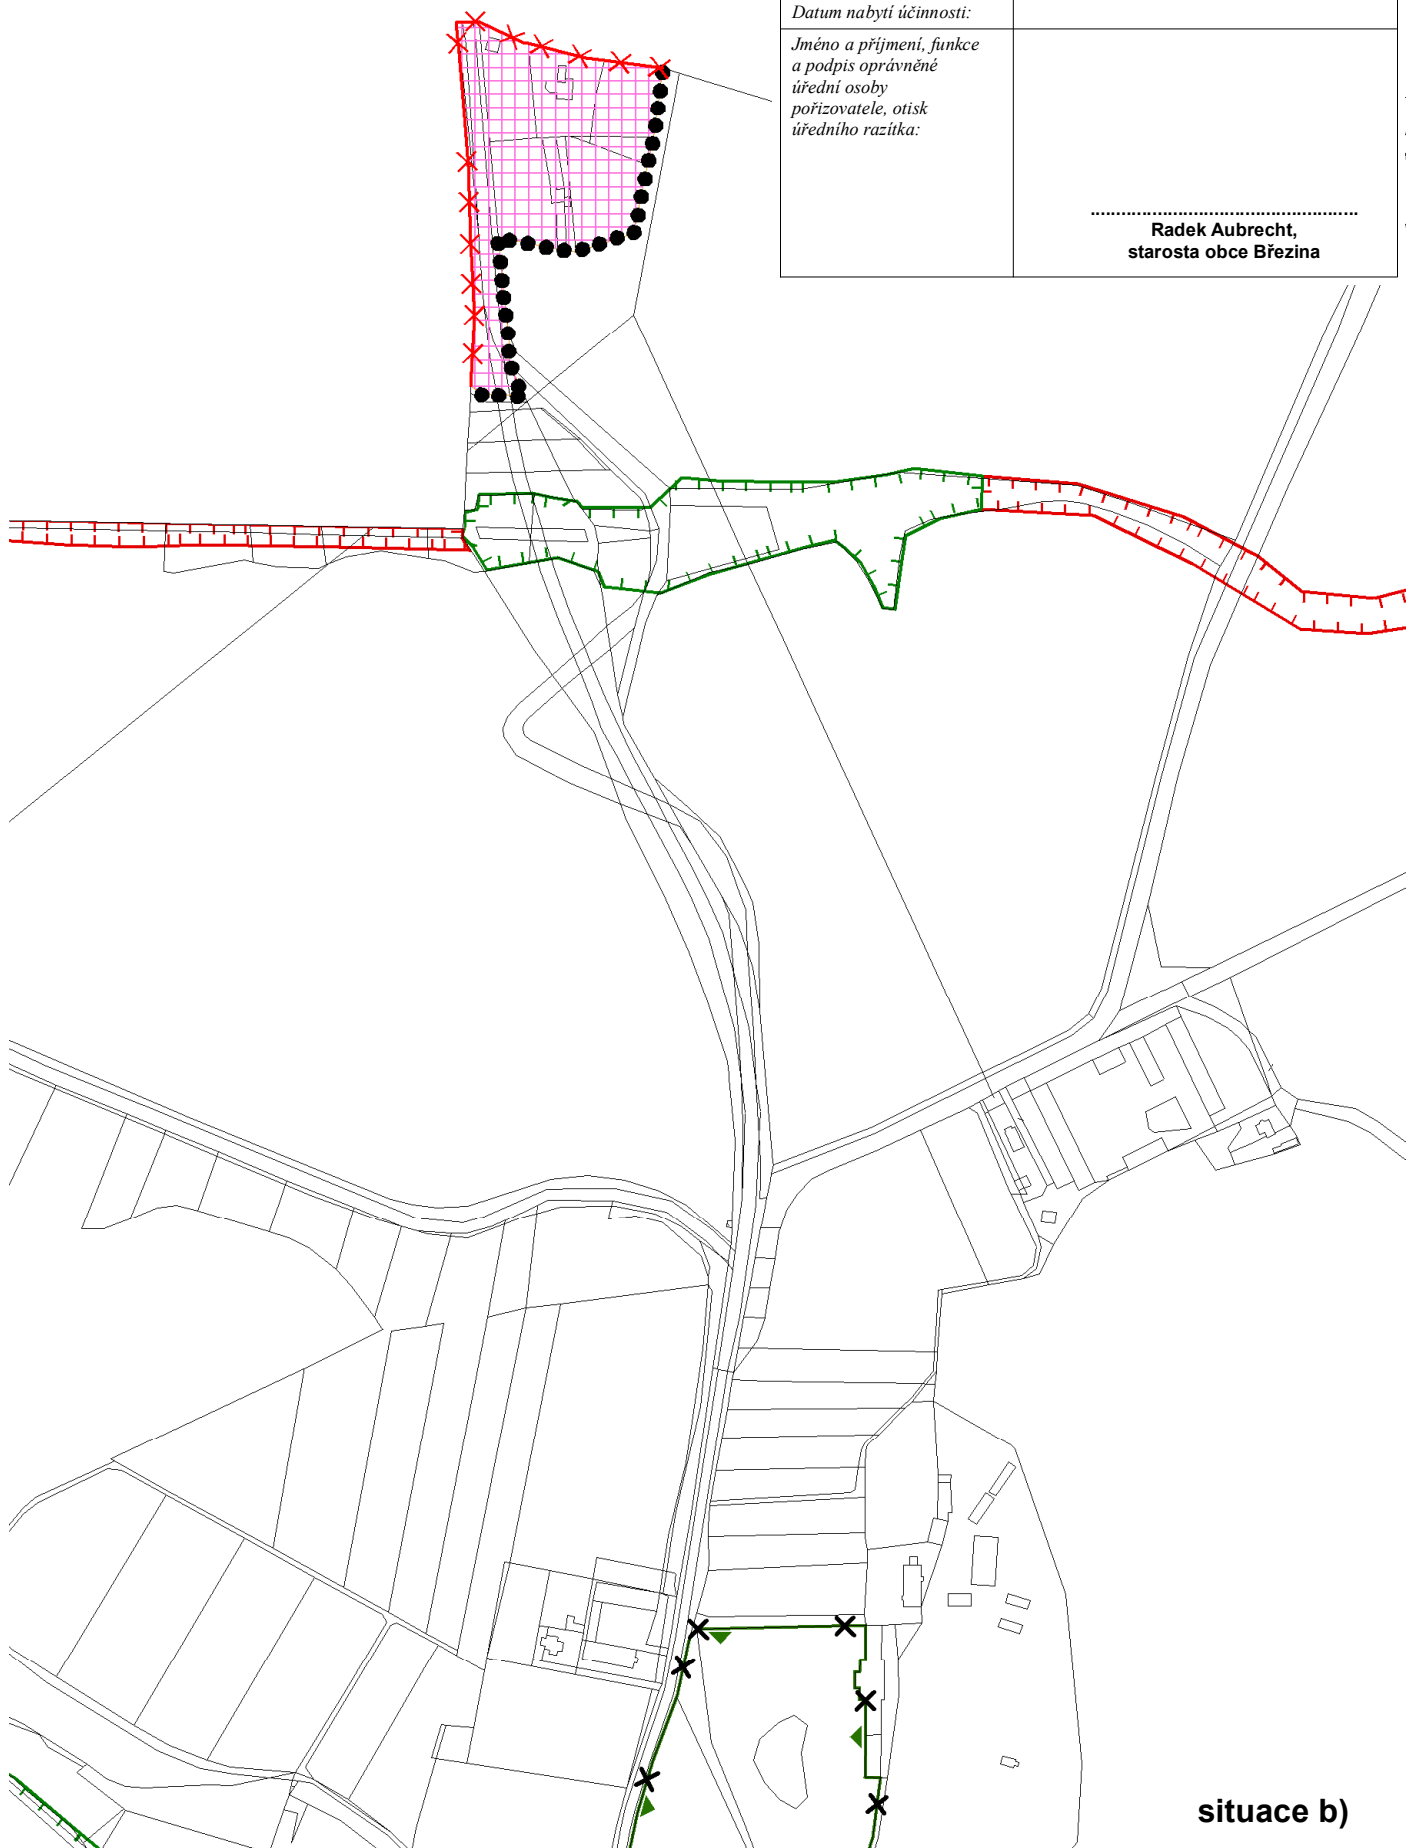 Datum nabytí účinnosti:
Jméno a příjmení, funkce
a podpis oprávněné
úřední osoby
pořizovatele, otisk
úředního razítka:
....................................................
Radek Aubrecht,
starosta obce Březina
situace b)